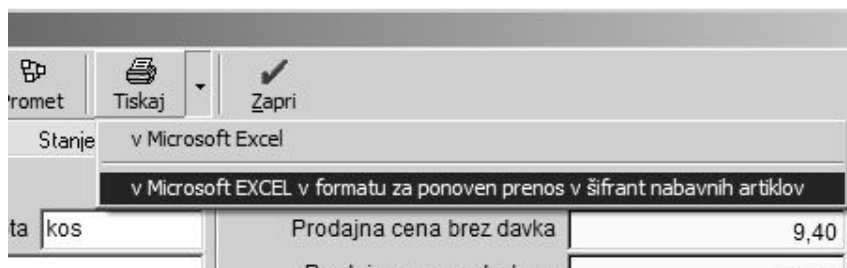 Promet Tiskaj Zapri
Stanje v Microsoft Excel
v Microsoft EXCEL v formatu za ponoven prenos v šifrant nabavnih artiklov
ta kos Prodajna cena brez davka 9,40